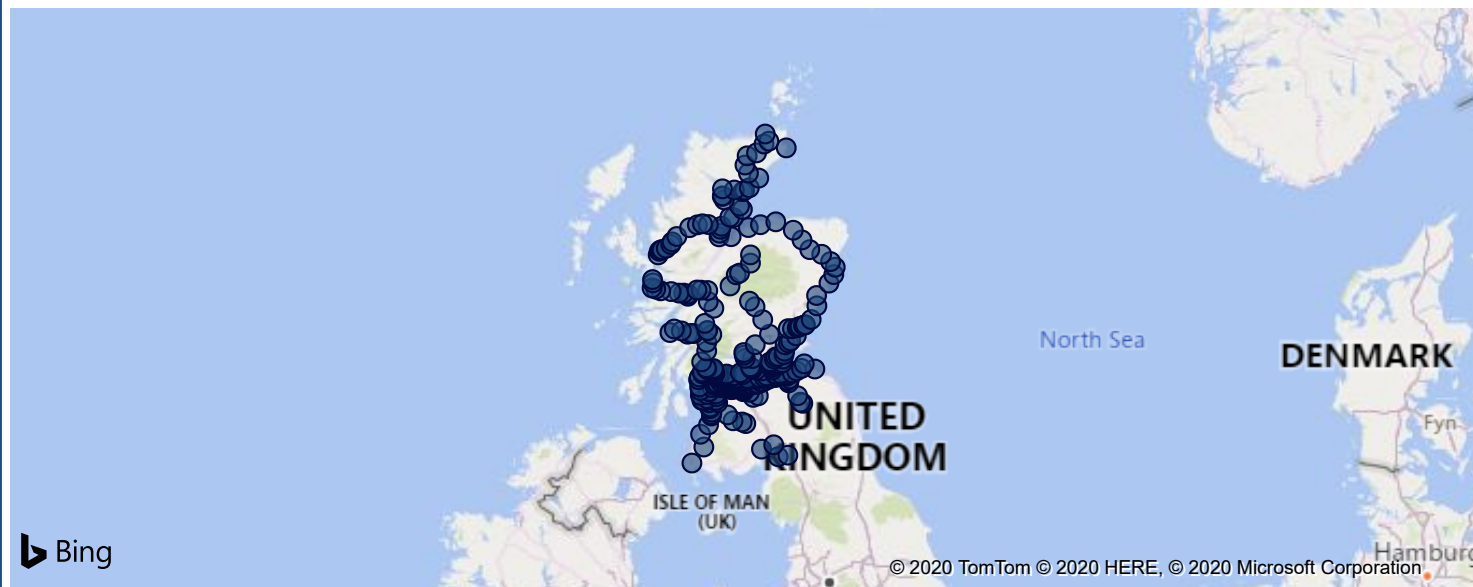 North Sea
DENMARK
UNITED
KINGDOM
Fyn
ISLE OF MAN
(UK)
Bing
Hamburg
© 2020 TomTom © 2020 HERE, © 2020 Microsoft Corporation